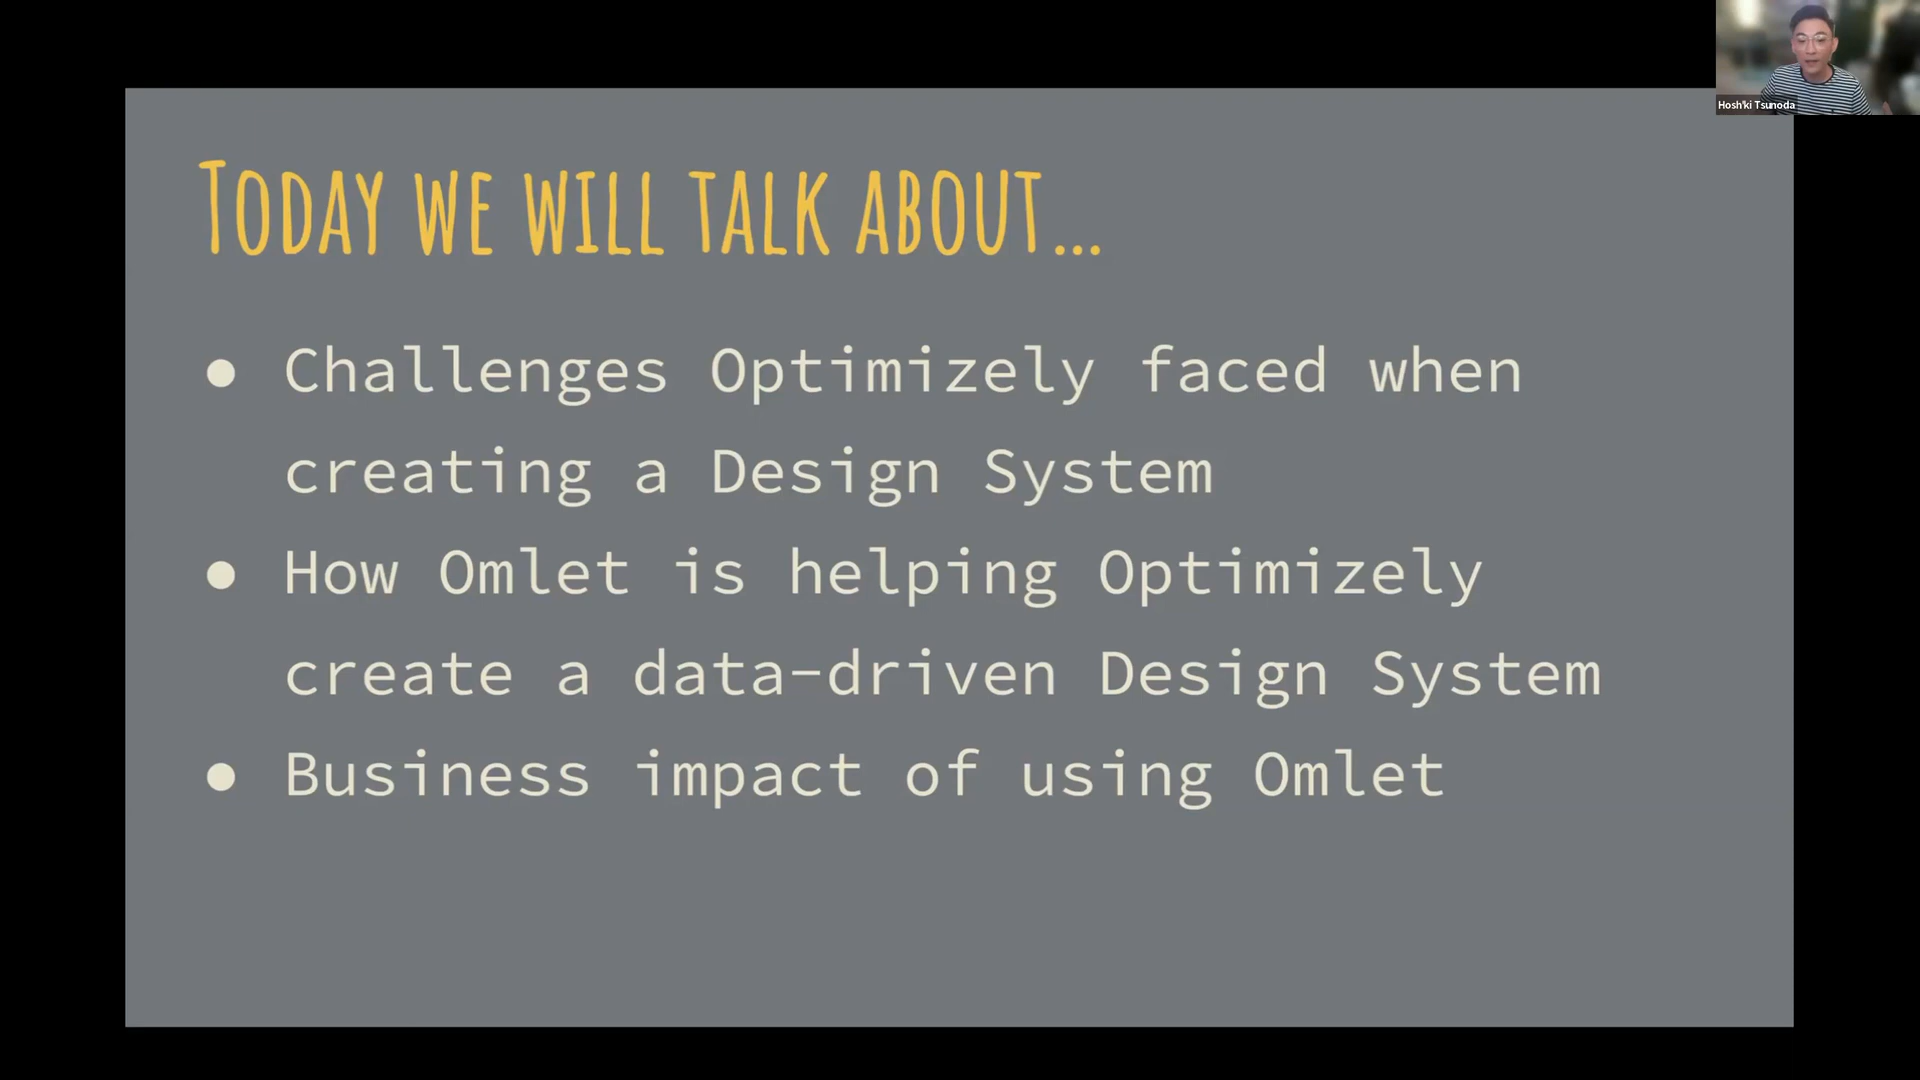 Hosh'ki Tsunoda
Today we will talk about…
● Challenges Optimizely faced when
creating a Design System
● How Omlet is helping Optimizely
create a data-driven Design System
● Business impact of using Omlet